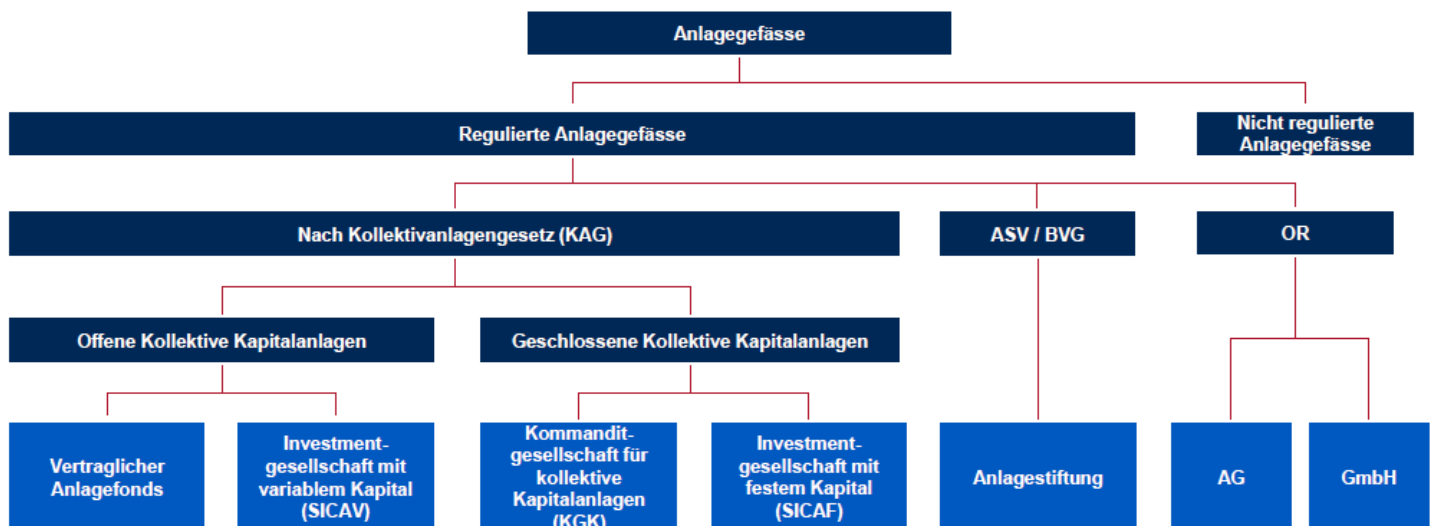 Anlagegefässe
Regulierte Anlagegefässe
Nicht regulierte
Anlagegefässe
Nach Kollektivanlagengesetz (KAG)
ASV / BVG
OR
Offene Kollektive Kapitalanlagen
Geschlossene Kollektive Kapitalanlagen
Vertraglicher
Anlagefonds
Investment-
gesellschaft mit
variablem Kapital
(SICAV)
Kommandit-
gesellschaft für
kollektive
Kapitalanlagen
(KGK)
Investment-
gesellschaft mit
festem Kapital
(SICAF)
Anlagestiftung
AG
GmbH